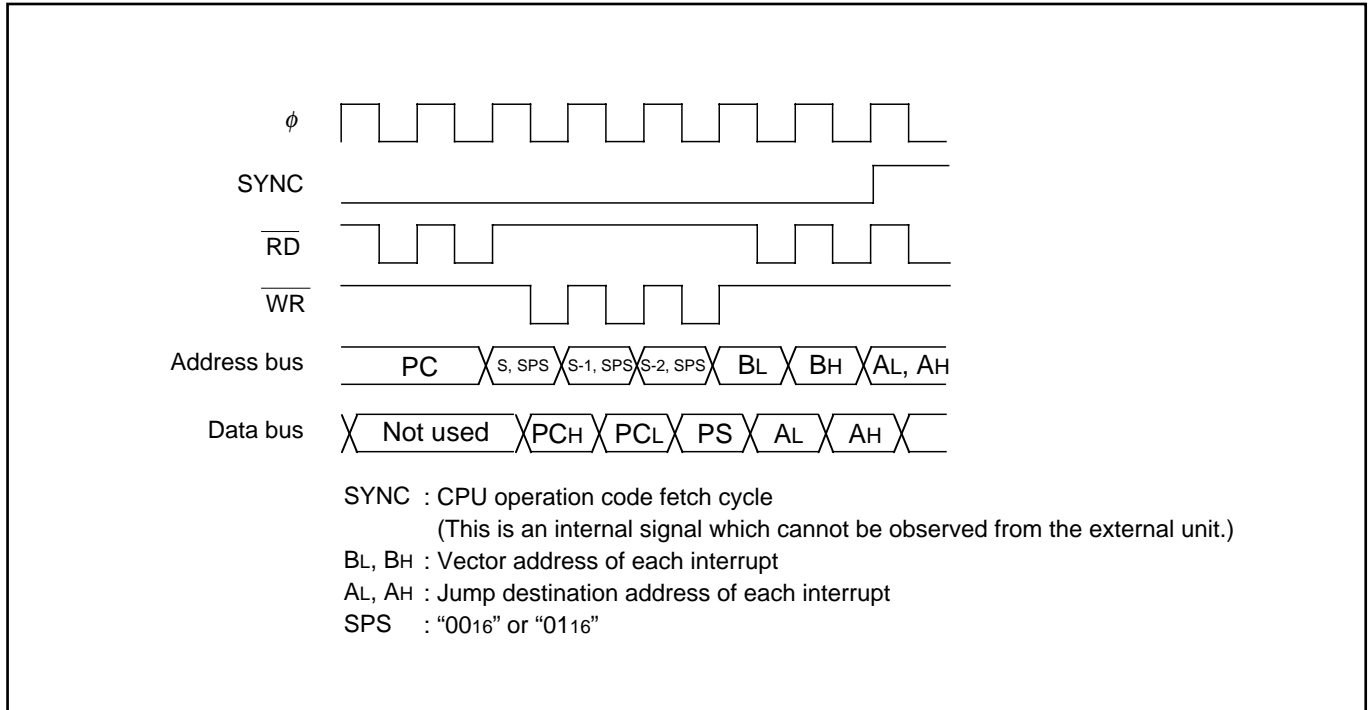 ϕ
SYNC
RD
WR
Address bus PC S, SPS S-1, SPS S-2, SPS BL BH AL, AH
Data bus Not used PCH PCL PS AL AH
SYNC : CPU operation code fetch cycle
(This is an internal signal which cannot be observed from the external unit.)
BL, BH : Vector address of each interrupt
AL, AH : Jump destination address of each interrupt
SPS : “0016” or “0116”